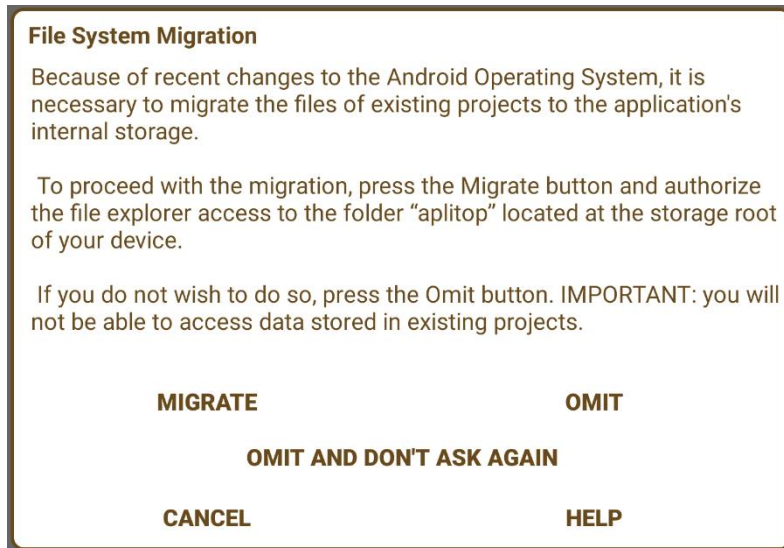 File System Migration
Because of recent changes to the Android Operating System, it is
necessary to migrate the files of existing projects to the application's
internal storage.
To proceed with the migration, press the Migrate button and authorize
the file explorer access to the folder “aplitop” located at the storage root
of your device.
If you do not wish to do so, press the Omit button. IMPORTANT: you will
not be able to access data stored in existing projects.
MIGRATE OMIT
OMIT AND DON'T ASK AGAIN
CANCEL HELP